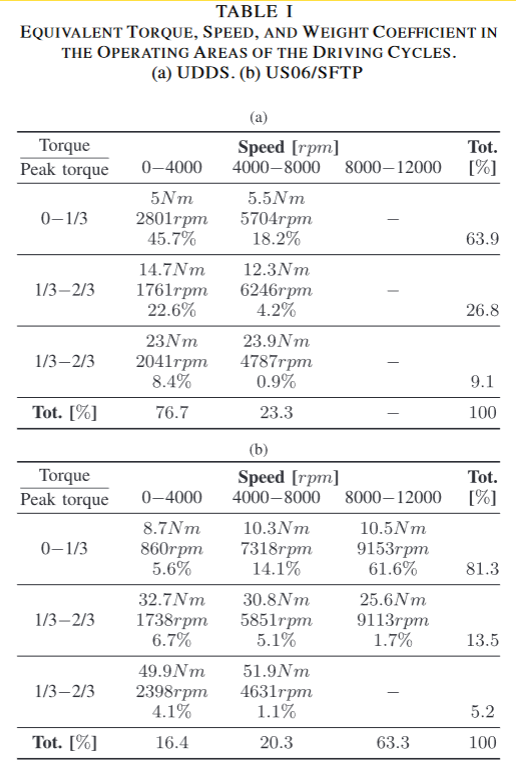 TABLE I
EQUIVALENT TORQUE, SPEED, AND WEIGHT COEFFICIENT IN
THE OPERATING AREAS OF THE DRIVING CYCLES.
(a) UDDS. (b) US06/SFTP
(a)
Torque Speed [rpm] Tot.
Peak torque 0−4000 4000−8000 8000−12000 [%]
5Nm 5.5Nm
0−1/3 2801rpm 5704rpm –
45.7% 18.2% 63.9
14.7Nm 12.3Nm
1/3−2/3 1761rpm 6246rpm –
22.6% 4.2% 26.8
23Nm 23.9Nm
1/3−2/3 2041rpm 4787rpm –
8.4% 0.9% 9.1
Tot. [%] 76.7 23.3 – 100
(b)
Torque Speed [rpm] Tot.
Peak torque 0−4000 4000−8000 8000−12000 [%]
8.7Nm 10.3Nm 10.5Nm
0−1/3 860rpm 7318rpm 9153rpm
5.6% 14.1% 61.6% 81.3
32.7Nm 30.8Nm 25.6Nm
1/3−2/3 1738rpm 5851rpm 9113rpm
6.7% 5.1% 1.7% 13.5
49.9Nm 51.9Nm
1/3−2/3 2398rpm 4631rpm –
4.1% 1.1% 5.2
Tot. [%] 16.4 20.3 63.3 100